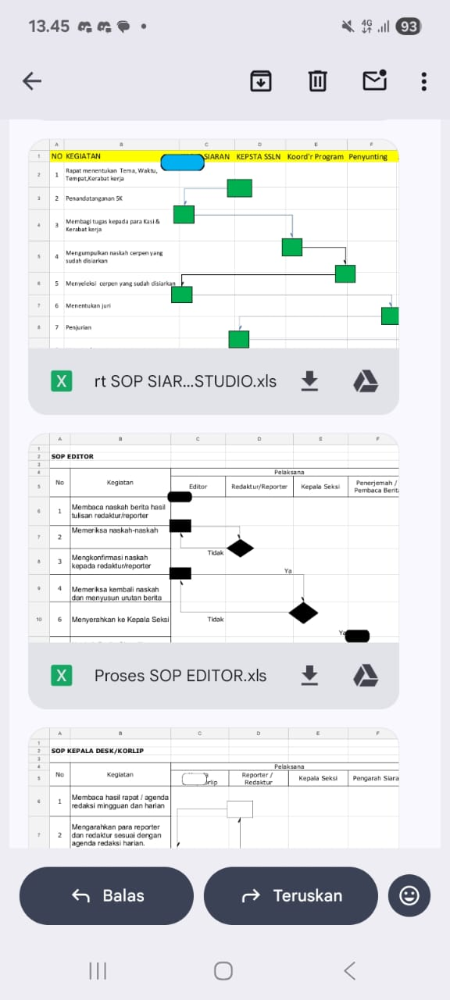 13.45
4G
93
A B C D E F
1 NO KEGIATAN SIARAN KEPSTA SSLN Koord'r Program Penyunting
2 1 Rapat menentukan Tema, Waktu,
Tempat,Kerabat kerja
3 2 Penandatanganan SK
4 3 Membagi tugas kepada para Kasi &
Kerabat kerja
5 4 Mengumpulkan naskah cerpen yang
sudah disiarkan
6 5 Menyeleksi cerpen yang sudah disiarkan
7 6 Menentukan juri
8 7 Penjurian
X rt SOP SIAR...STUDIO.xls
A B C D E F
1
2 SOP EDITOR
3
4 Pelaksana
5 No Kegiatan Editor Redaktur/Reporter Kepala Seksi Penerjemah /
Pembaca Berit
6 1 Membaca naskah berita hasil
tulisan redaktur/reporter
7 2 Memeriksa naskah-naskah
Tidak
8 3 Mengkonfirmasi naskah
kepada redaktur/reporter
Ya
9 4 Memeriksa kembali naskah
dan menyusun urutan berita
10 6 Menyerahkan ke Kepala Seksi Tidak
Ya
X Proses SOP EDITOR.xls
A B C D E F
1
2 SOP KEPALA DESK/KORLIP
3
4 Pelaksana
5 No Kegiatan orlip Reporter /
Redaktur Kepala Seksi Pengarah Siara
6 1 Membaca hasil rapat / agenda
redaksi mingguan dan harian
7 2 Mengarahkan para reporter
dan redaktur sesuai dengan
agenda redaksi harian.
Balas Teruskan